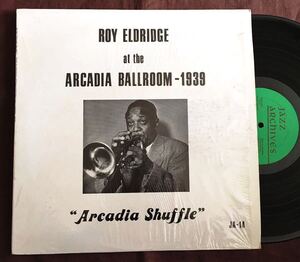 ROY ELDRIDGE
at the
ARCADIA BALLROOM-1939
"Arcadia Shuffle"
JA-14
JAZZ
ARCHIVES